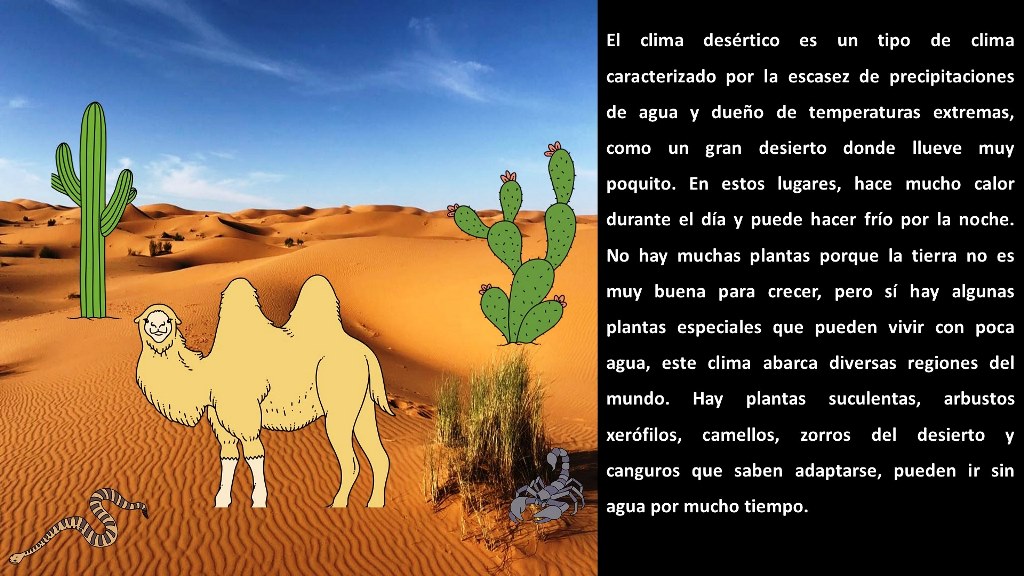 El clima desértico es un tipo de clima
caracterizado por la escasez de precipitaciones
de agua y dueño de temperaturas extremas,
como un gran desierto donde llueve muy
poquito. En estos lugares, hace mucho calor
durante el día y puede hacer frío por la noche.
No hay muchas plantas porque la tierra no es
muy buena para crecer, pero sí hay algunas
plantas especiales que pueden vivir con poca
agua, este clima abarca diversas regiones del
mundo. Hay plantas suculentas, arbustos
xerófilos, camellos, zorros del desierto y
canguros que saben adaptarse, pueden ir sin
agua por mucho tiempo.